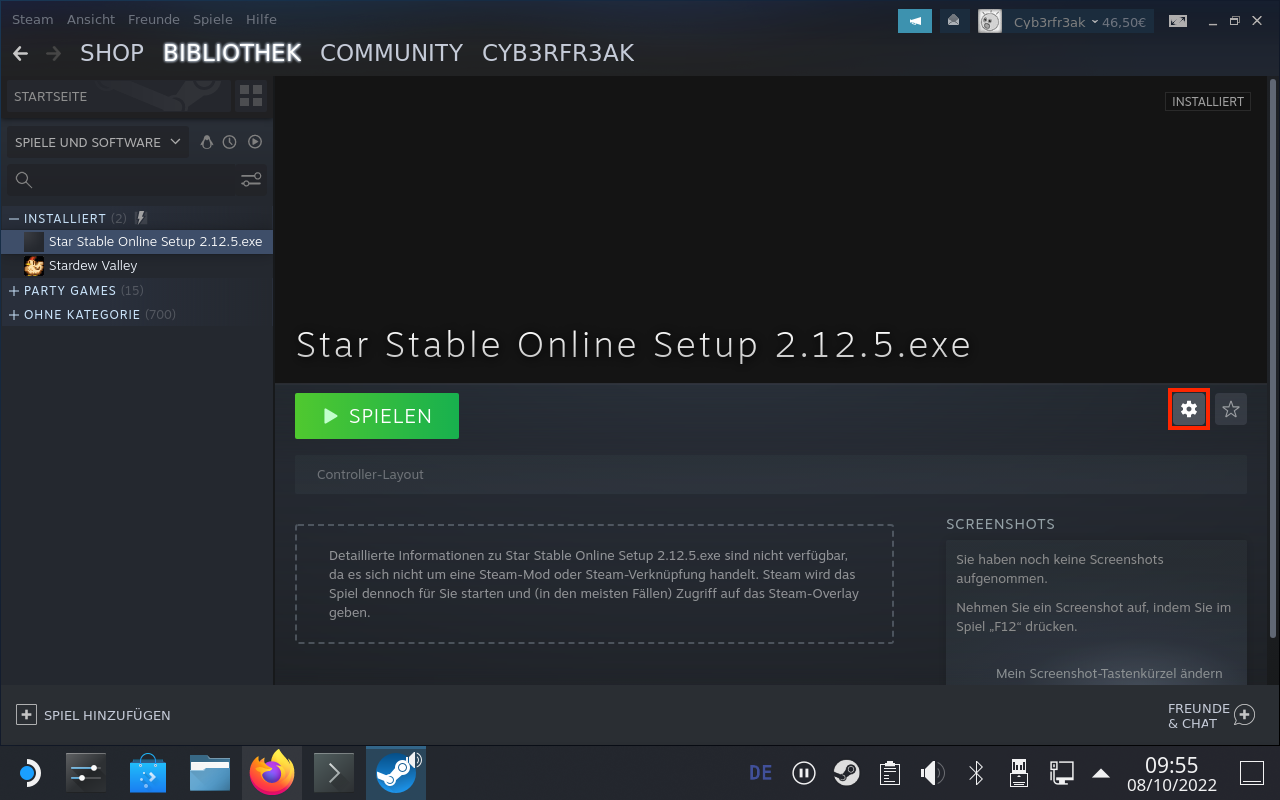 Steam Ansicht Freunde Spiele Hilfe
Cyb3rfr3ak 46,50€
SHOP BIBLIOTHEK COMMUNITY CYB3RFR3AK
STARTSEITE
INSTALLIERT
SPIELE UND SOFTWARE
INSTALLIERT (2)
Star Stable Online Setup 2.12.5.exe
Stardew Valley
PARTY GAMES (15)
OHNE KATEGORIE (700)
Star Stable Online Setup 2.12.5.exe
SPIELEN
Controller-Layout
Detaillierte Informationen zu Star Stable Online Setup 2.12.5.exe sind nicht verfügbar,
da es sich nicht um eine Steam-Mod oder Steam-Verknüpfung handelt. Steam wird das
Spiel dennoch für Sie starten und (in den meisten Fällen) Zugriff auf das Steam-Overlay
geben.
SCREENSHOTS
Sie haben noch keine Screenshots
aufgenommen.
Nehmen Sie ein Screenshot auf, indem Sie im
Spiel „F12“ drücken.
Mein Screenshot-Tastenkürzel ändern
SPIEL HINZUFÜGEN
FREUNDE
& CHAT
DE
09:55
08/10/2022